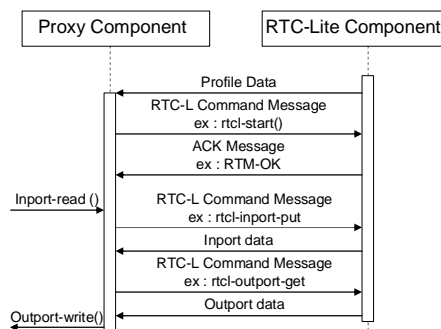 Proxy Component
RTC-Lite Component
Profile Data
RTC-L Command Message
ex : rtcl-start()
ACK Message
ex : RTM-OK
Inport-read ()
RTC-L Command Message
ex : rtcl-inport-put
Inport data
RTC-L Command Message
ex : rtcl-outport-get
Outport data
Outport-write()